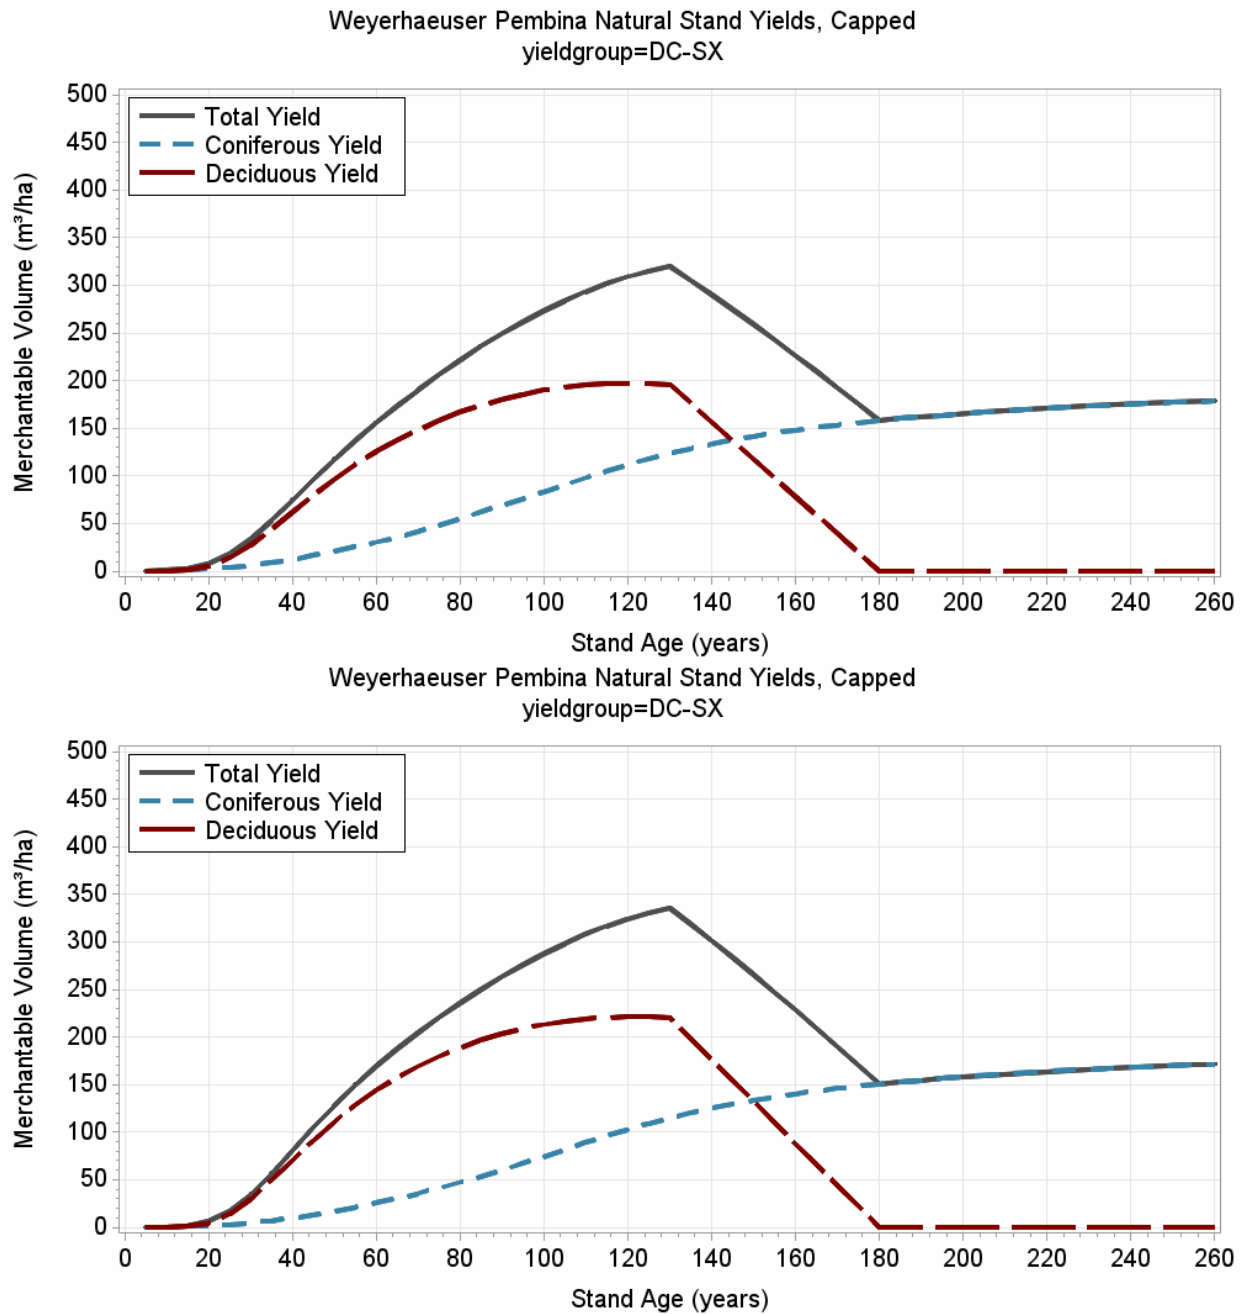 Weyerhaeuser Pembina Natural Stand Yields, Capped
yieldgroup=DC-SX
500
450
400
350
300
250
200
150
100
50
0
Merchantable Volume (m³/ha)
Total Yield
Coniferous Yield
Deciduous Yield
0 20 40 60 80 100 120 140 160 180 200 220 240 260
Stand Age (years)
Weyerhaeuser Pembina Natural Stand Yields, Capped
yieldgroup=DC-SX
500
450
400
350
300
250
200
150
100
50
0
Merchantable Volume (m³/ha)
Total Yield
Coniferous Yield
Deciduous Yield
0 20 40 60 80 100 120 140 160 180 200 220 240 260
Stand Age (years)